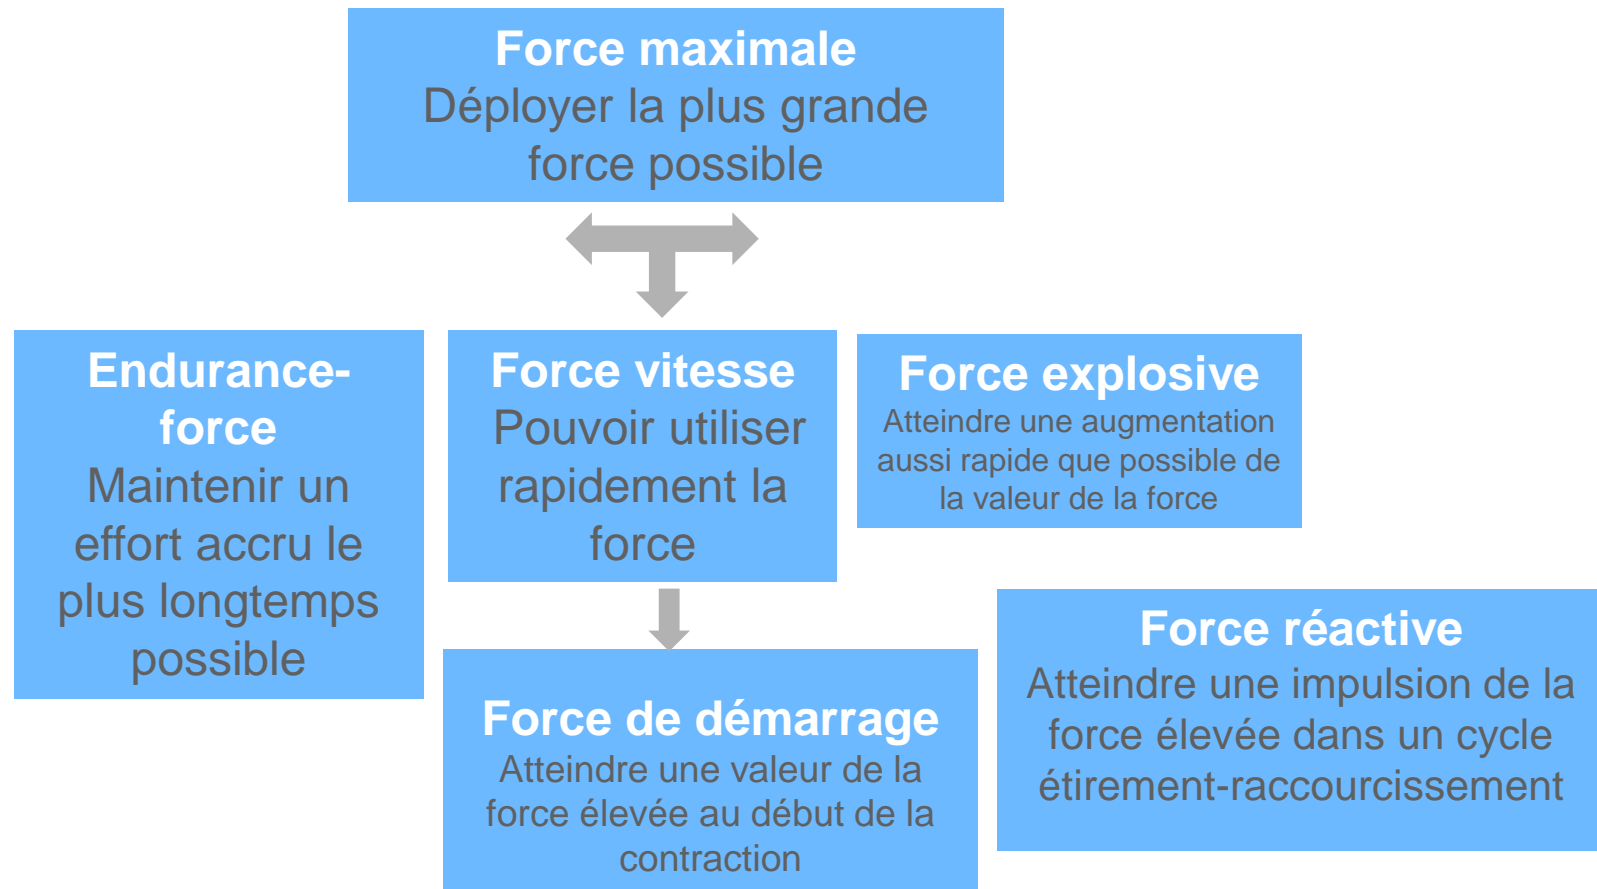 Force maximale
Déployer la plus grande
force possible
Endurance-
force
Maintenir un
effort accru le
plus longtemps
possible
Force vitesse
Pouvoir utiliser
rapidement la
force
Force explosive
Atteindre une augmentation
aussi rapide que possible de
la valeur de la force
Force de démarrage
Atteindre une valeur de la
force élevée au début de la
contraction
Force réactive
Atteindre une impulsion de la
force élevée dans un cycle
étirement-raccourcissement